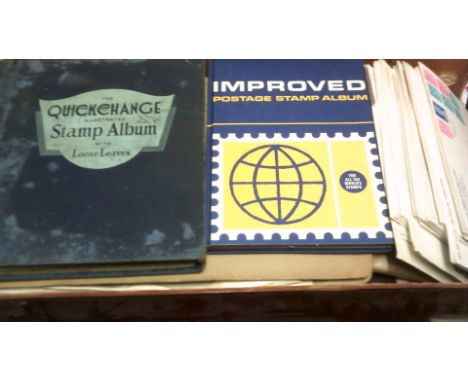 THE
QUICKCHANGE
ILLUSTRATED
Stamp Album
WITH
Loose Leaves
IMPROVED
POSTAGE STAMP ALBUM
FOR
ALL THE
WORLD'S
STAMPS